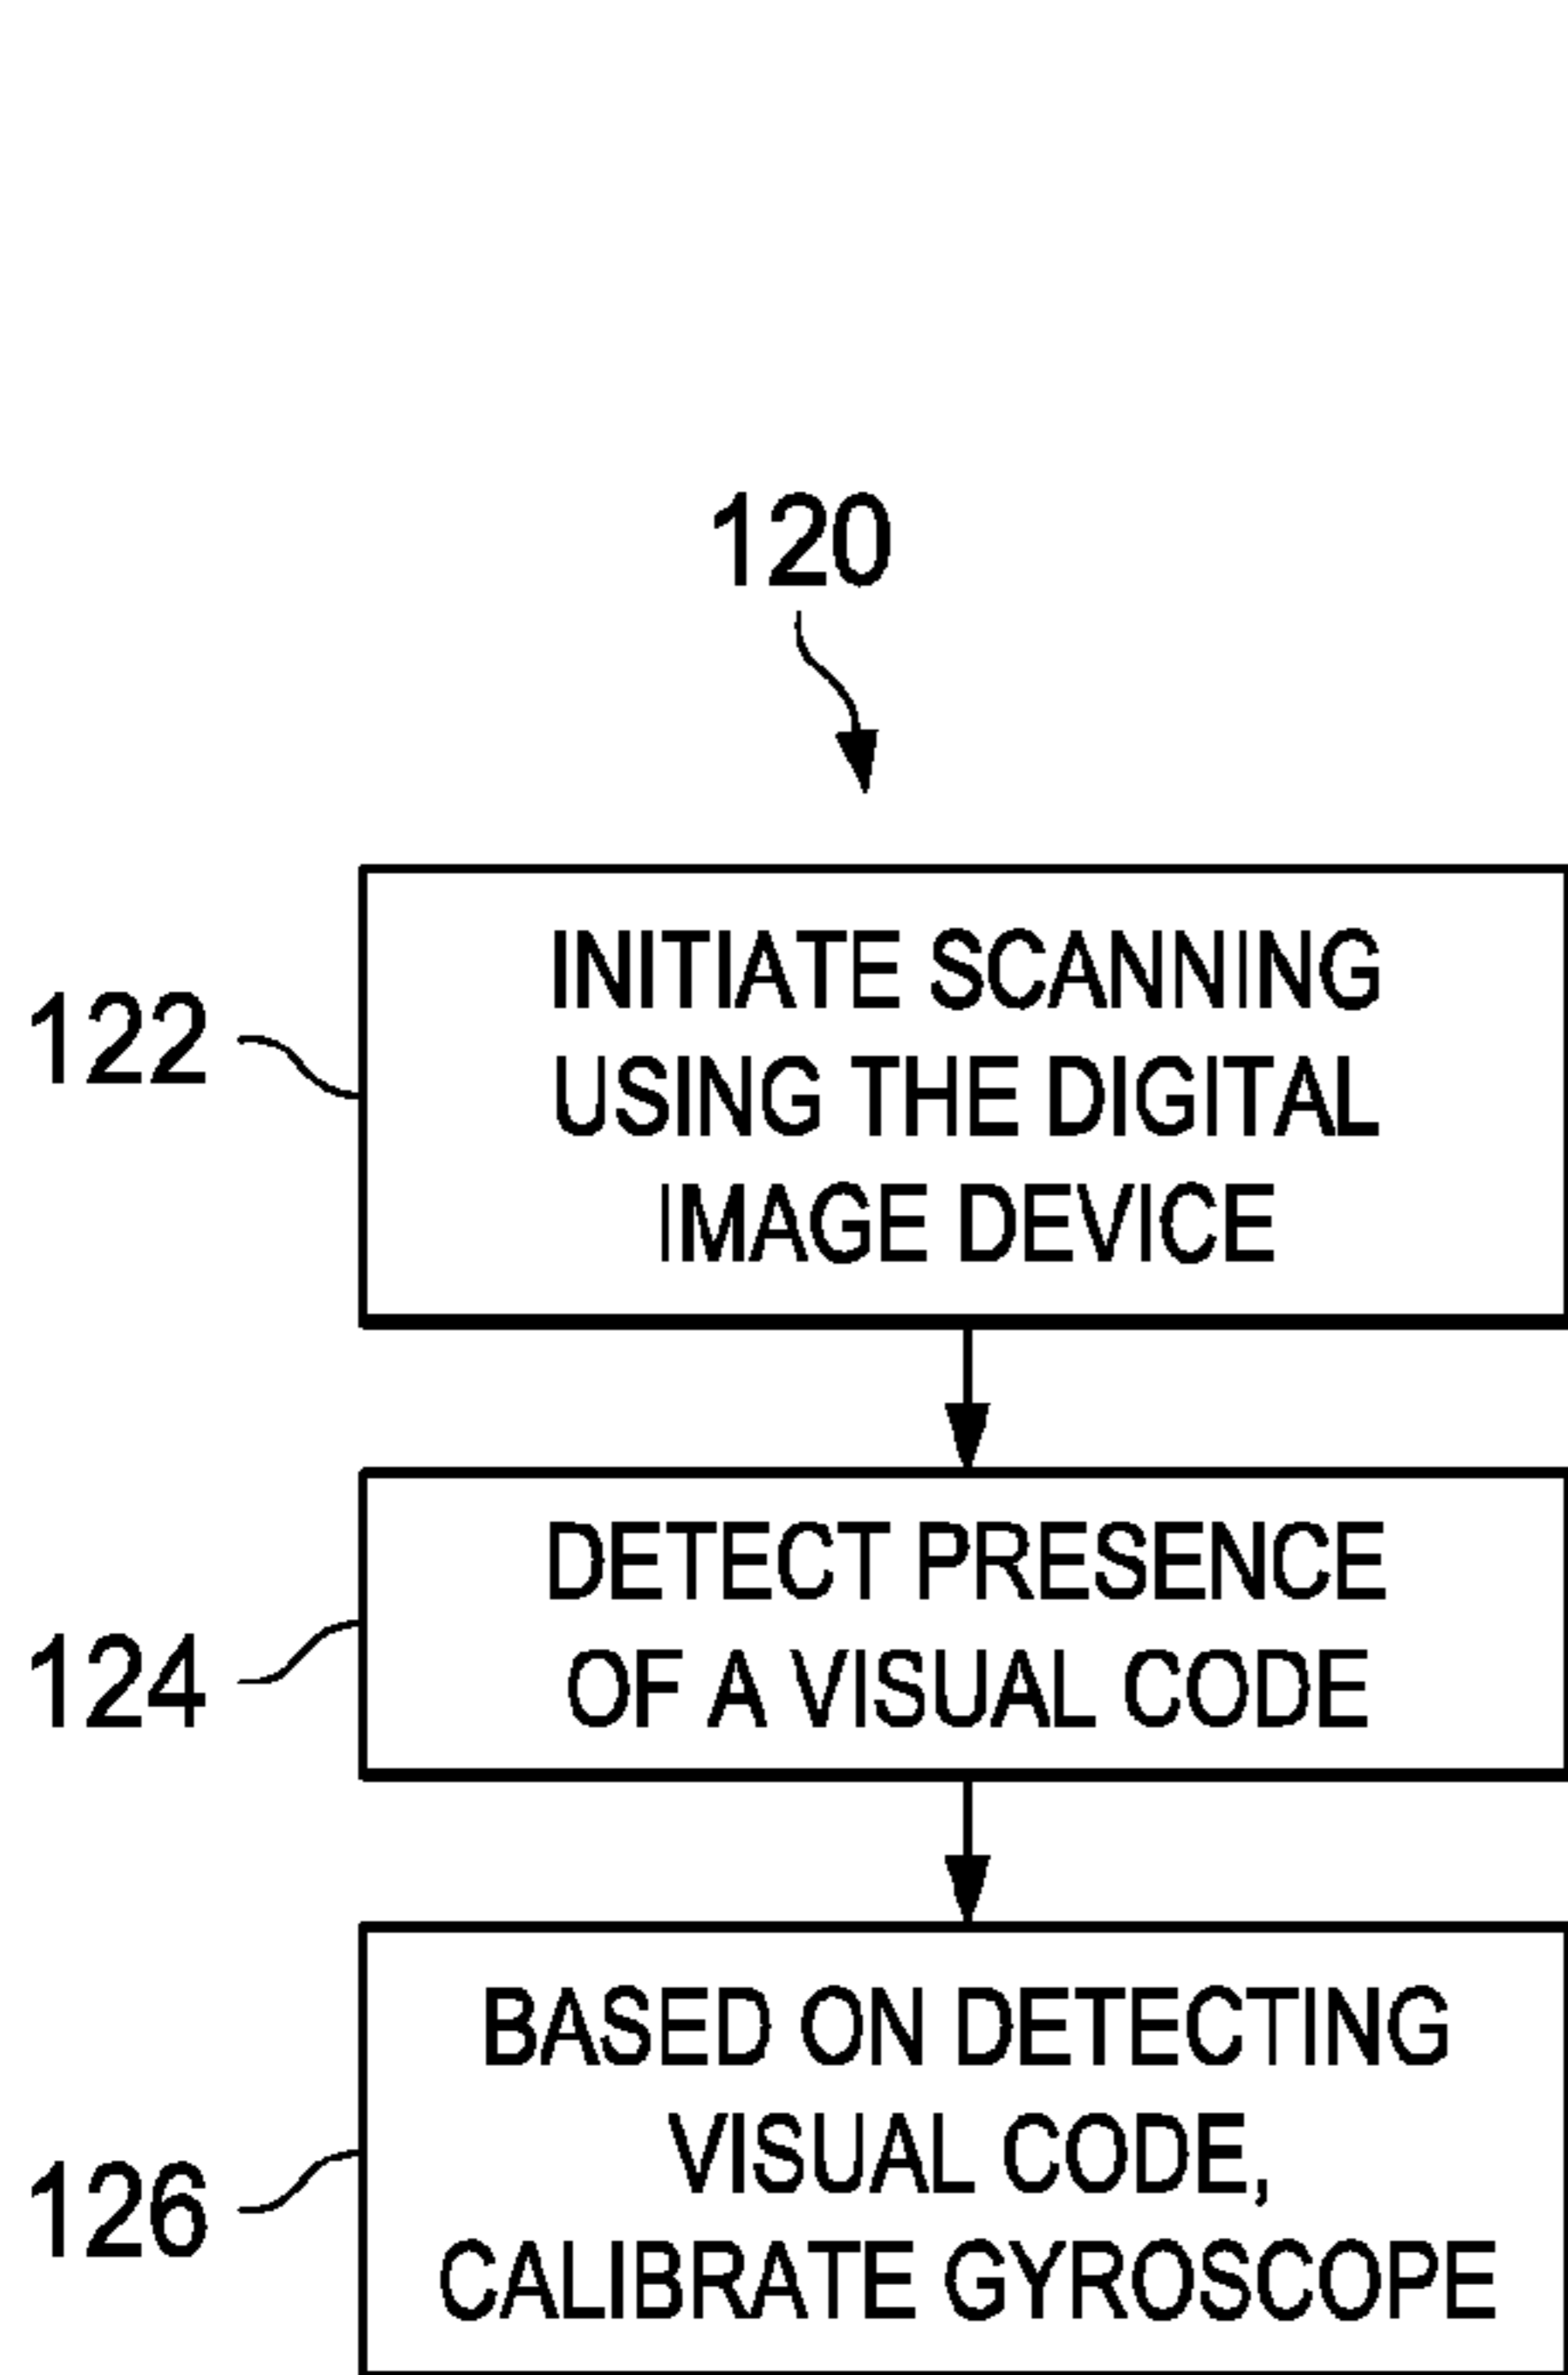 120
122
INITIATE SCANNING
USING THE DIGITAL
IMAGE DEVICE
124
DETECT PRESENCE
OF A VISUAL CODE
126
BASED ON DETECTING
VISUAL CODE,
CALIBRATE GYROSCOPE